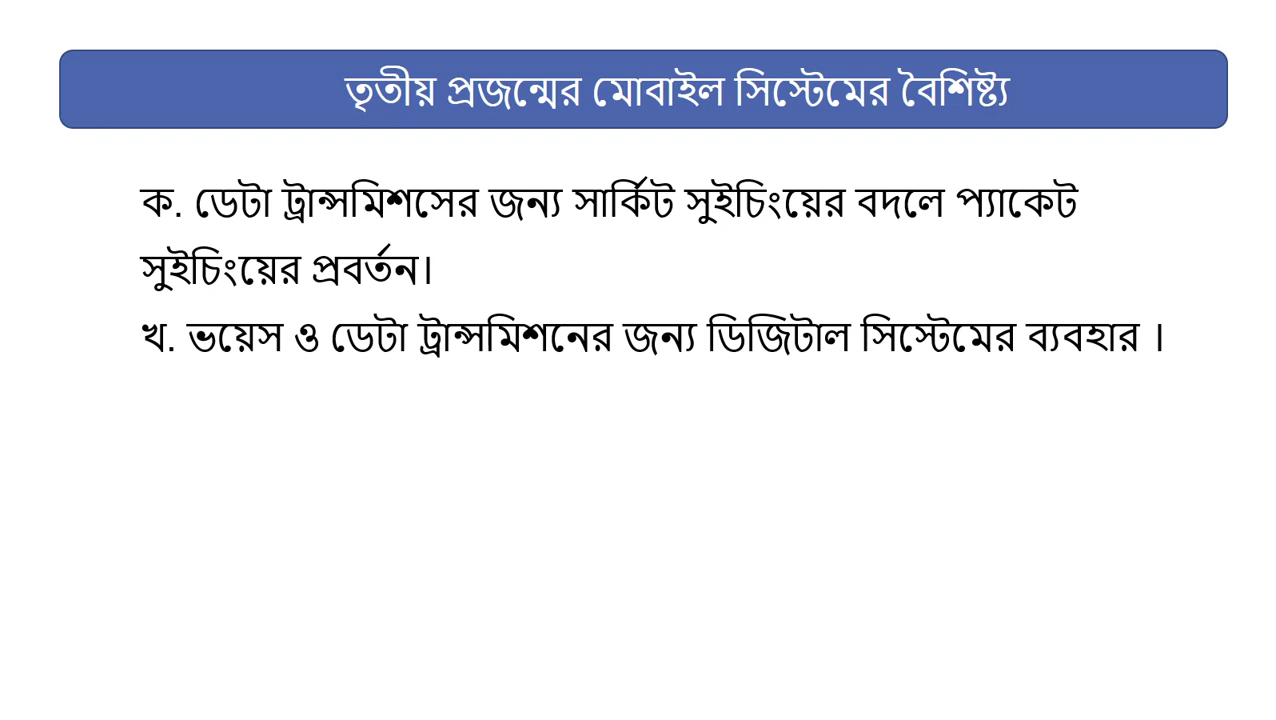 তৃতীয় প্রজন্মের মোবাইল সিস্টেমের বৈশিষ্ট্য
ক. ডেটা ট্রান্সমিশসের জন্য সার্কিট সুইচিংয়ের বদলে প্যাকেট
সুইচিংয়ের প্রবর্তন।
খ. ভয়েস ও ডেটা ট্রান্সমিশনের জন্য ডিজিটাল সিস্টেমের ব্যবহার ।